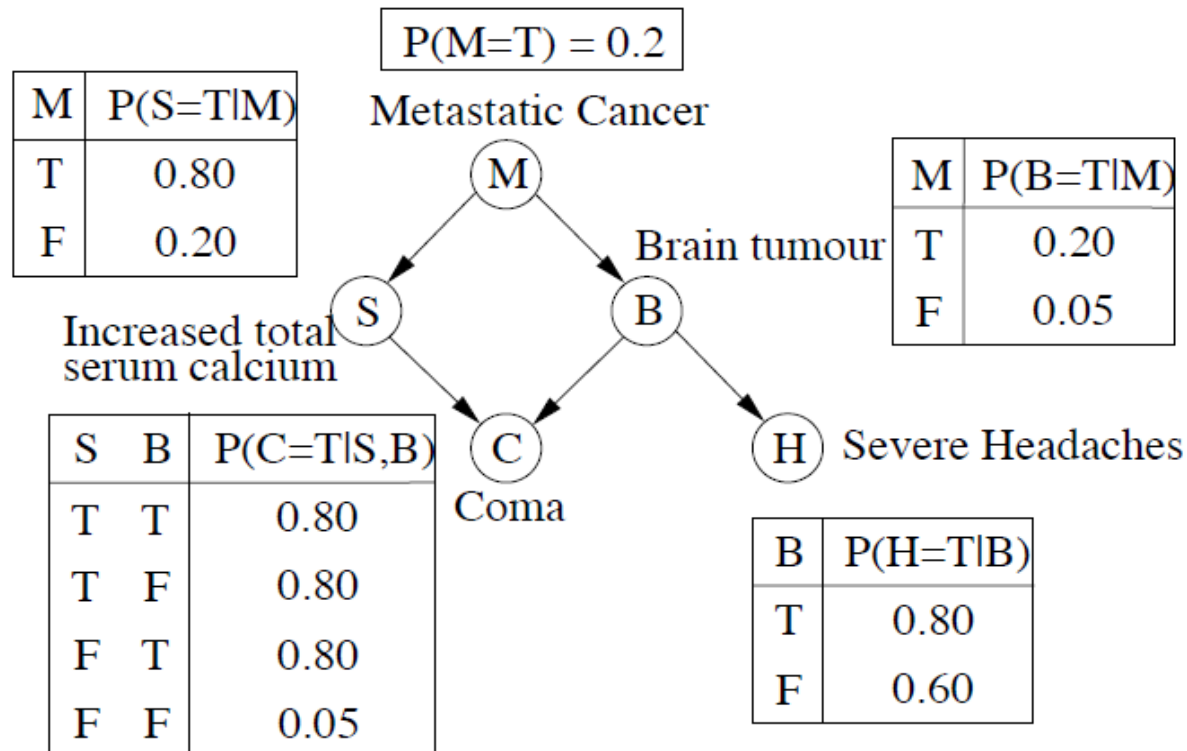 P(M=T) = 0.2
Metastatic Cancer
M P(S=T|M)
T 0.80
F 0.20
M
M P(B=T|M)
T 0.20
F 0.05
Brain tumour
S
B
Increased total
serum calcium
S B P(C=T|S,B)
T T 0.80
T F 0.80
F T 0.80
F F 0.05
C
Coma
H
Severe Headaches
B P(H=T|B)
T 0.80
F 0.60